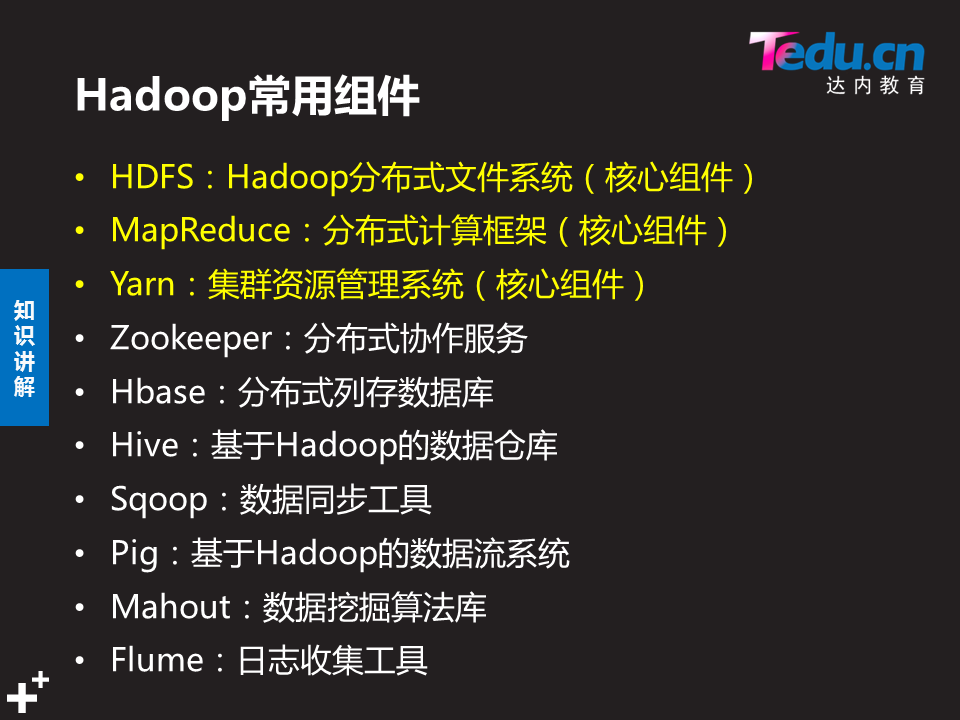 Tedu.cn
达内教育
Hadoop常用组件
• HDFS：Hadoop分布式文件系统（核心组件）
• MapReduce：分布式计算框架（核心组件）
• Yarn：集群资源管理系统（核心组件）
• Zookeeper：分布式协作服务
• Hbase：分布式列存数据库
• Hive：基于Hadoop的数据仓库
• Sqoop：数据同步工具
• Pig：基于Hadoop的数据流系统
• Mahout：数据挖掘算法库
• Flume：日志收集工具
知识讲解